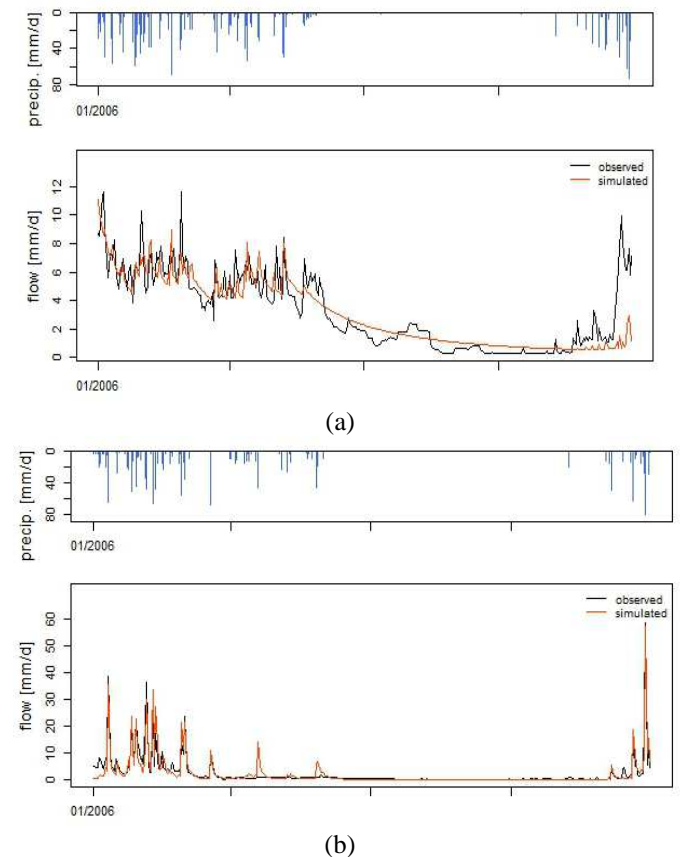 precip. [mm/d]
0
40
80
01/2006
flow [mm/d]
12
10
8
6
4
2
0
observed
simulated
01/2006
(a)
precip. [mm/d]
0
40
80
01/2006
flow [mm/d]
60
50
40
30
20
10
0
observed
simulated
01/2006
(b)